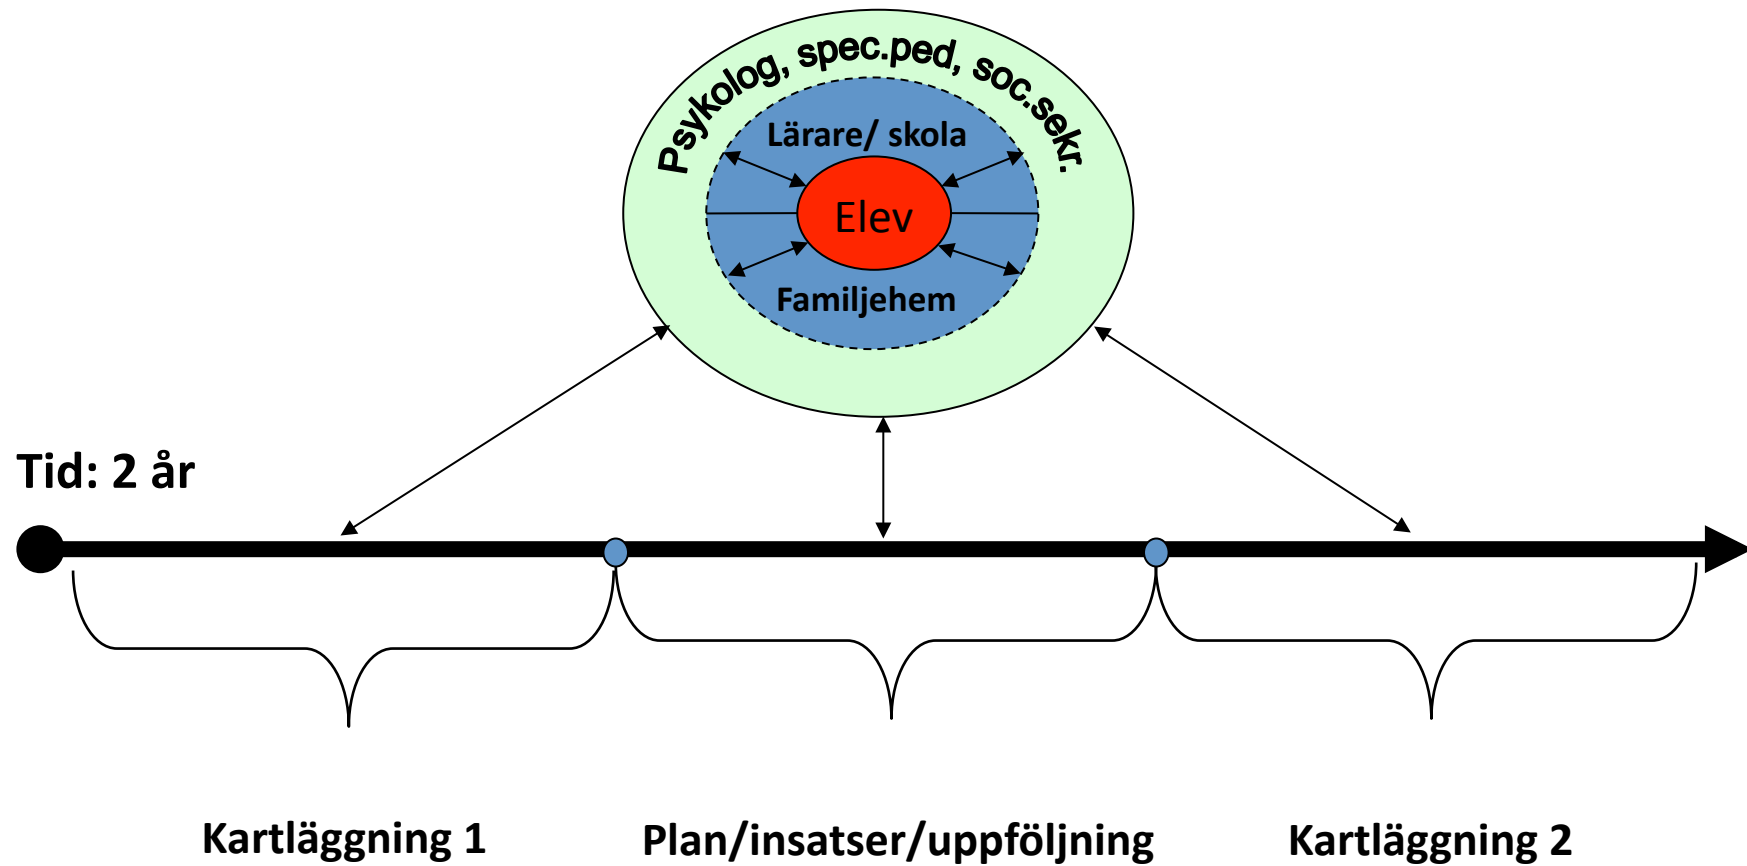 Psykolog, spec.ped, soc.sekr.
Lärare/ skola
Elev
Familjehem
Tid: 2 år
Kartläggning 1
Plan/insatser/uppföljning
Kartläggning 2